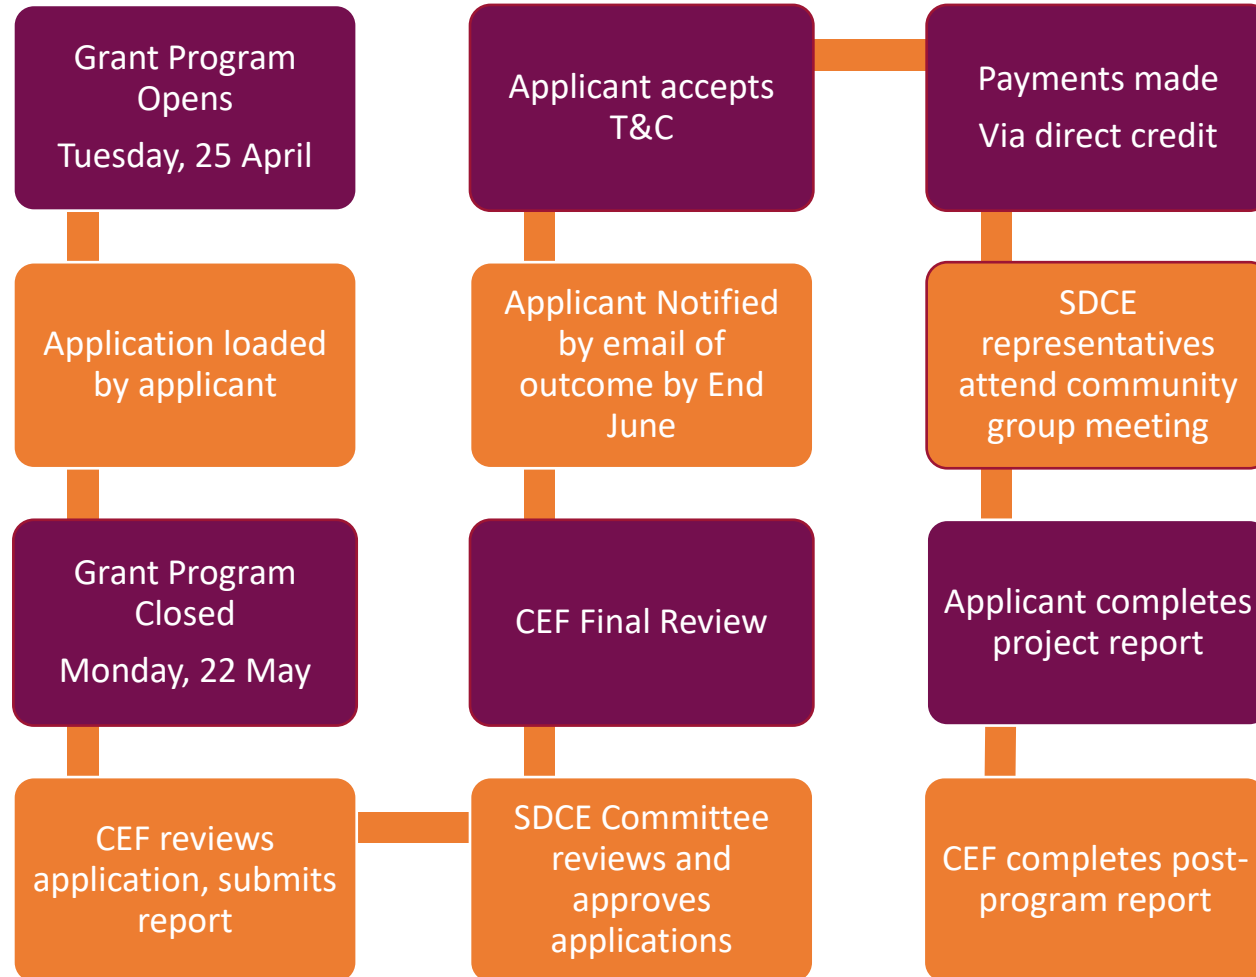 Grant Program
Opens
Tuesday, 25 April
Application loaded
by applicant
Grant Program
Closed
Monday, 22 May
CEF reviews
application, submits
report
SDCE Committee
reviews and
approves
applications
CEF Final Review
Applicant Notified
by email of
outcome by End
June
Applicant accepts
T&C
Payments made
Via direct credit
SDCE
representatives
attend community
group meeting
Applicant completes
project report
CEF completes post-
program report